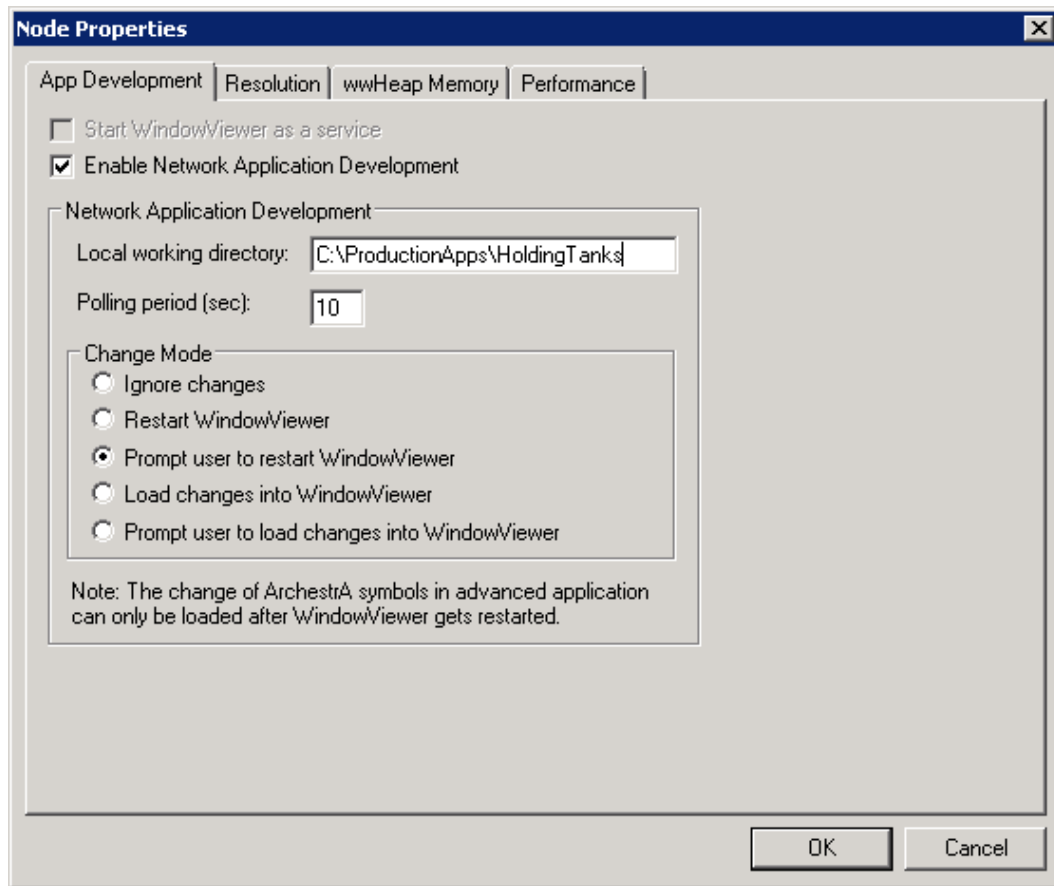 Node Properties
App Development Resolution wwHeap Memory Performance
Start WindowViewer as a service
Enable Network Application Development
Network Application Development
Local working directory: C:\ProductionApps\HoldingTanks
Polling period (sec): 10
Change Mode
Ignore changes
Restart WindowViewer
Prompt user to restart WindowViewer
Load changes into WindowViewer
Prompt user to load changes into WindowViewer
Note: The change of ArchestrA symbols in advanced application
can only be loaded after WindowViewer gets restarted.
OK Cancel